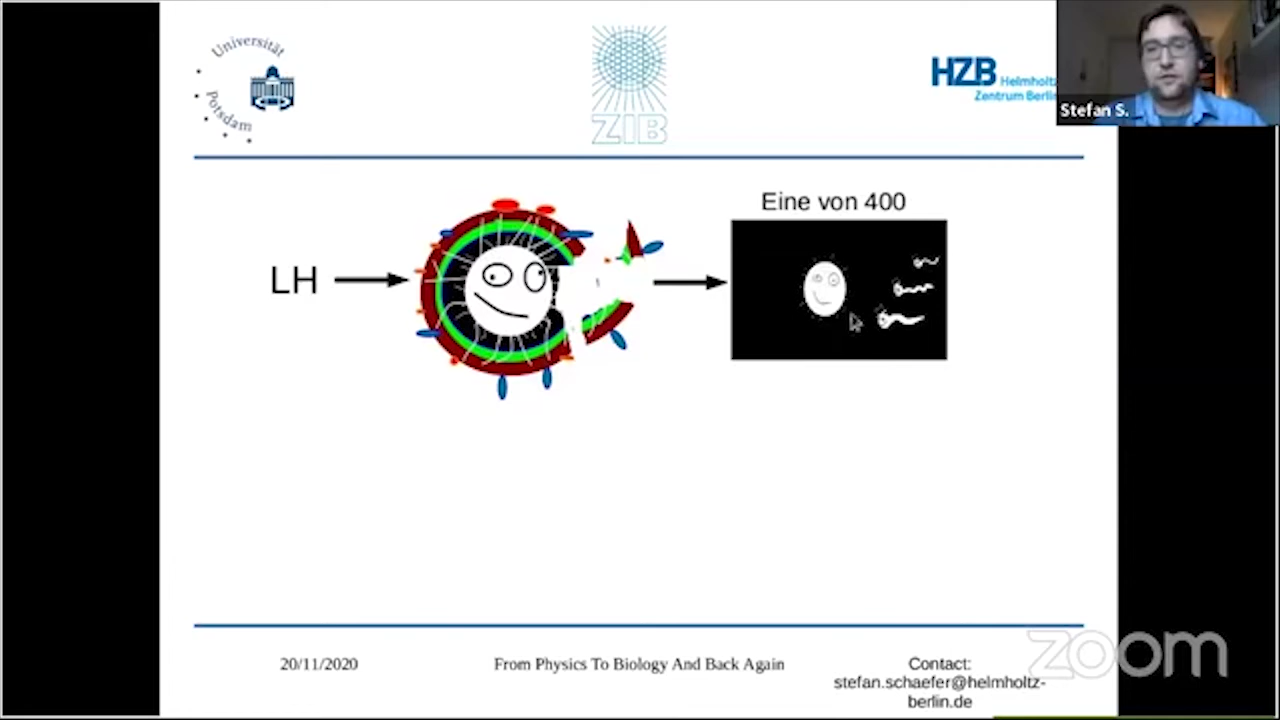 Universität
Potsdam
ZIB
HZB Helmholtz
Zentrum Berlin
Stefan S.
Eine von 400
LH
20/11/2020
From Physics To Biology And Back Again
Contact:
stefan.schaefer@helmholtz-
berlin.de
zoom